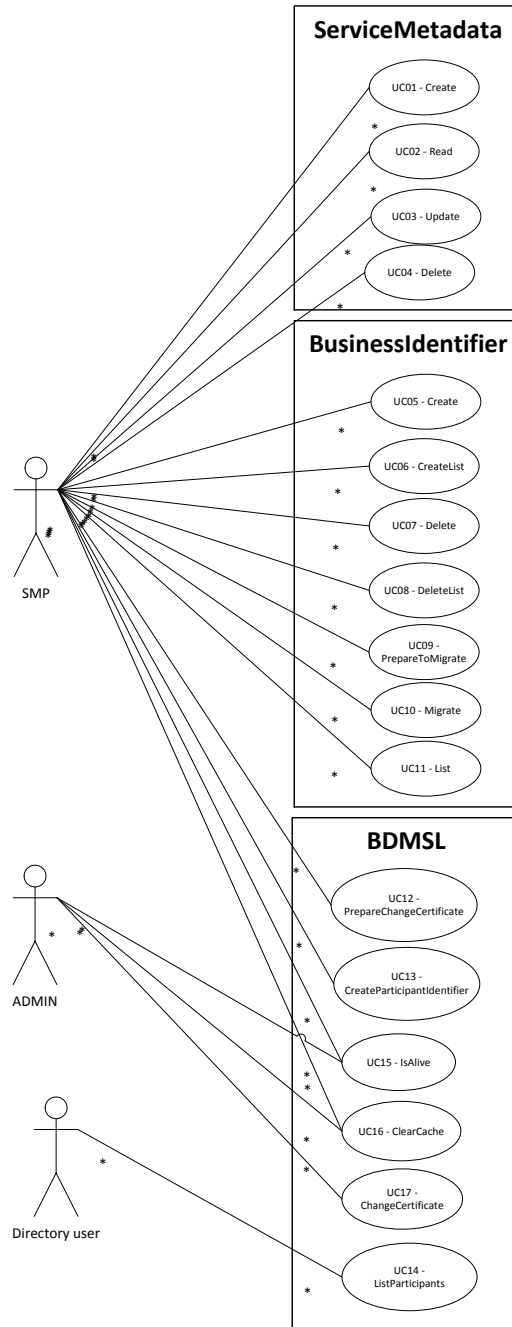 ServiceMetadata
UC01 - Create
*
UC02 - Read
*
UC03 - Update
*
UC04 - Delete
*
BusinessIdentifier
UC05 - Create
*
UC06 - CreateList
*
UC07 - Delete
*
UC08 - DeleteList
*
UC09 -
PrepareToMigrate
*
UC10 - Migrate
*
UC11 - List
*
SMP
BDMSL
*
UC12 -
PrepareChangeCertificate
*
UC13 -
CreateParticipantIdentifier
*
UC15 - IsAlive
*
*
UC16 - ClearCache
*
*
UC17 -
ChangeCertificate
UC14 -
ListParticipants
*
*
ADMIN
*
Directory user